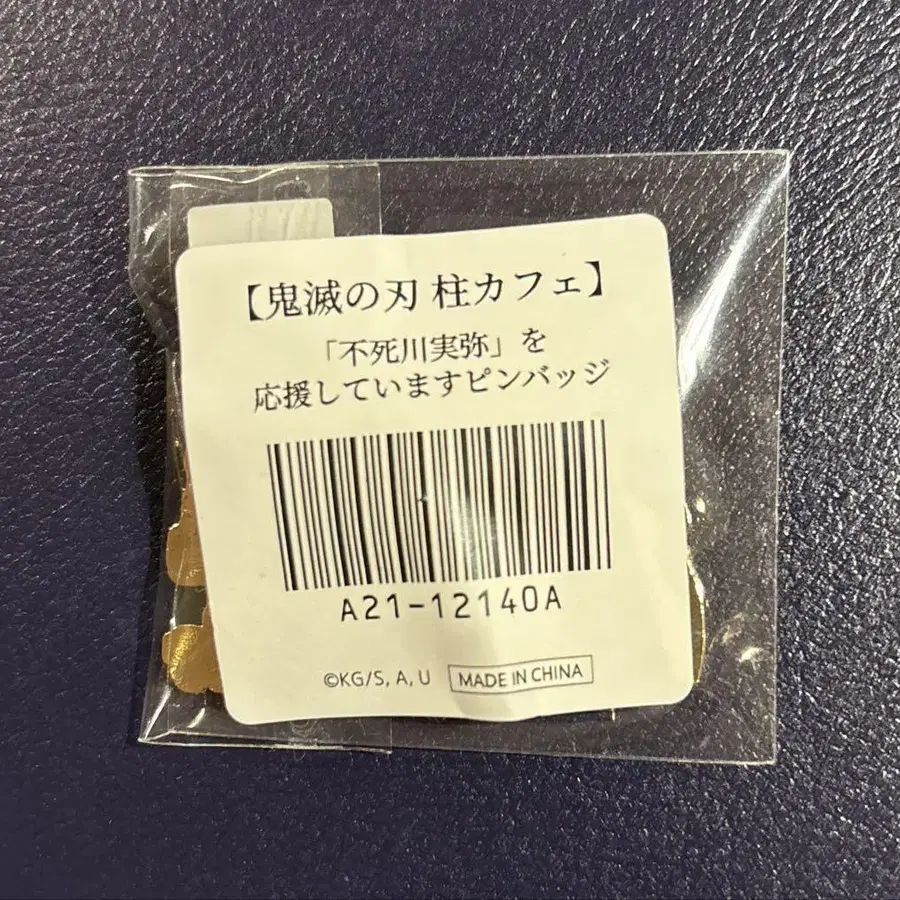 【鬼滅の刃 柱カフェ】
「不死川実弥」を
応援していますピンバッジ
A21-12140A
©KG/S, A, U
MADE IN CHINA